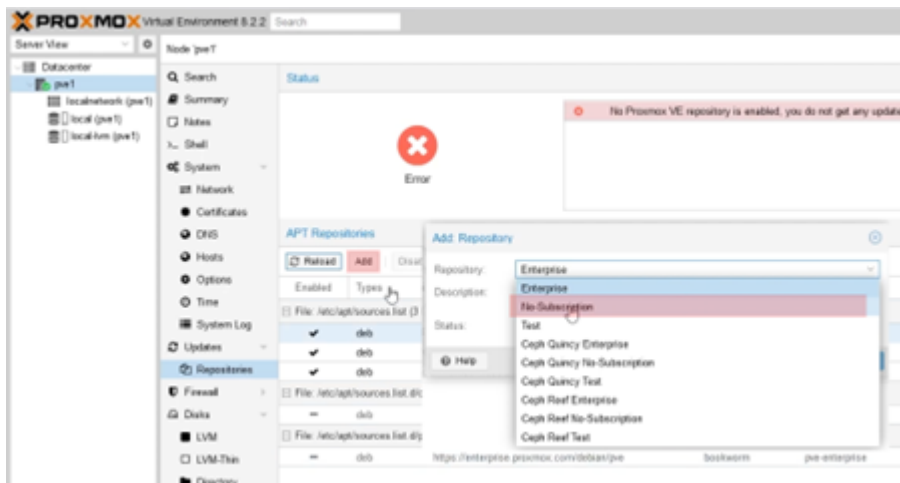 PROXMOX Virtual Environment 8.2.2 Search
Server View
Node 'pve1'
Datacenter
pve1
localnetwork (pve1)
local (pve1)
local-lvm (pve1)
Search
Summary
Notes
Shell
System
Network
Certificates
DNS
Hosts
Options
Time
System Log
Updates
Repositories
Firewall
Disks
LVM
LVM-Thin
Directory
Status
Error
No Proxmox VE repository is enabled, you do not get any update
APT Repositories
Reload Add
Enabled Types
File: /etc/apt/sources.list (3
deb
deb
deb
File: /etc/apt/sources.list.d/c
deb
File: /etc/apt/sources.list.d/p
deb https://enterprise.proxmox.com/debian/pve bookworm pve-enterprise
Add: Repository
Repository: Enterprise
Description:
Status:
Help
Enterprise
No-Subscription
Test
Ceph Quincy Enterprise
Ceph Quincy No-Subscription
Ceph Quincy Test
Ceph Reef Enterprise
Ceph Reef No-Subscription
Ceph Reef Test